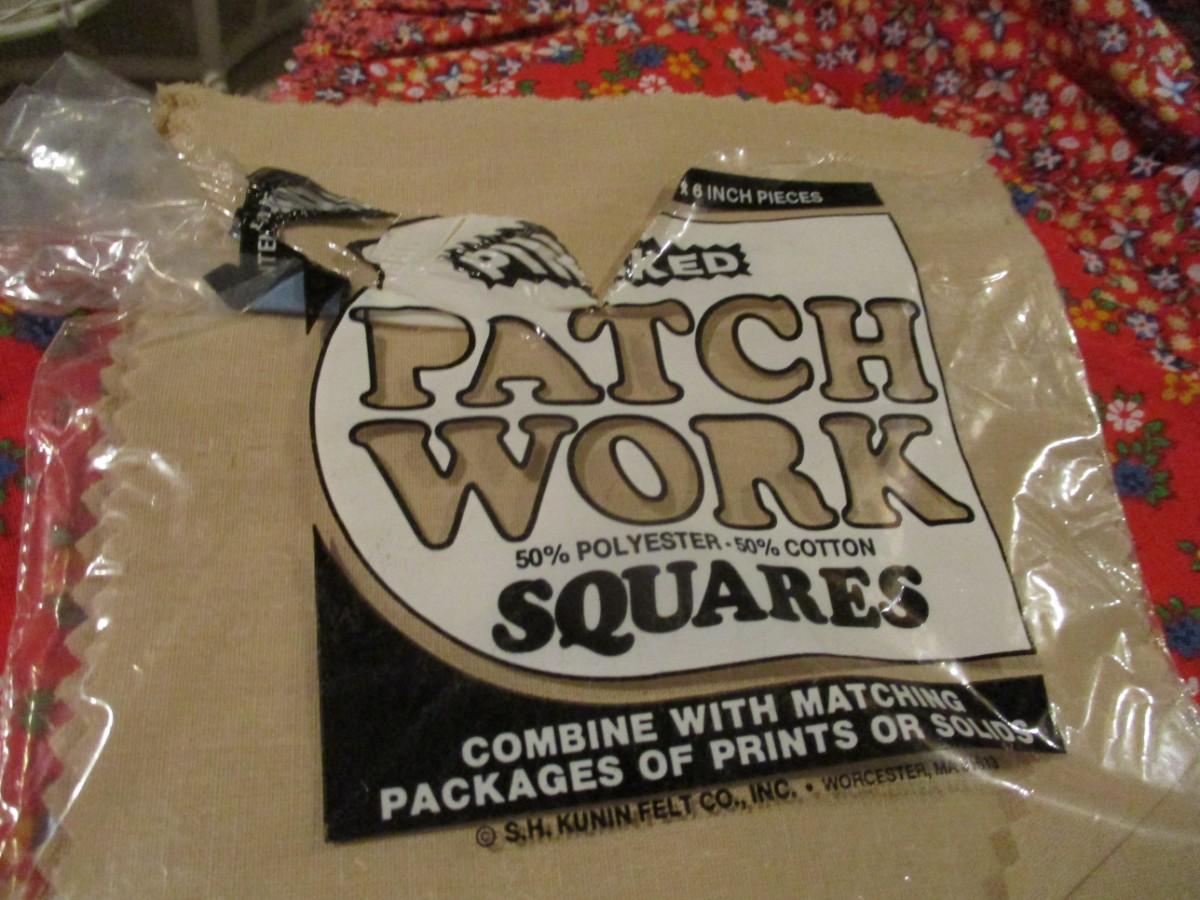 6 INCH PIECES
PINKED
PATCH
WORK
50% POLYESTER · 50% COTTON
SQUARES
COMBINE WITH MATCHING
PACKAGES OF PRINTS OR SOLIDS
© S.H. KUNIN FELT CO., INC. • WORCESTER, MA